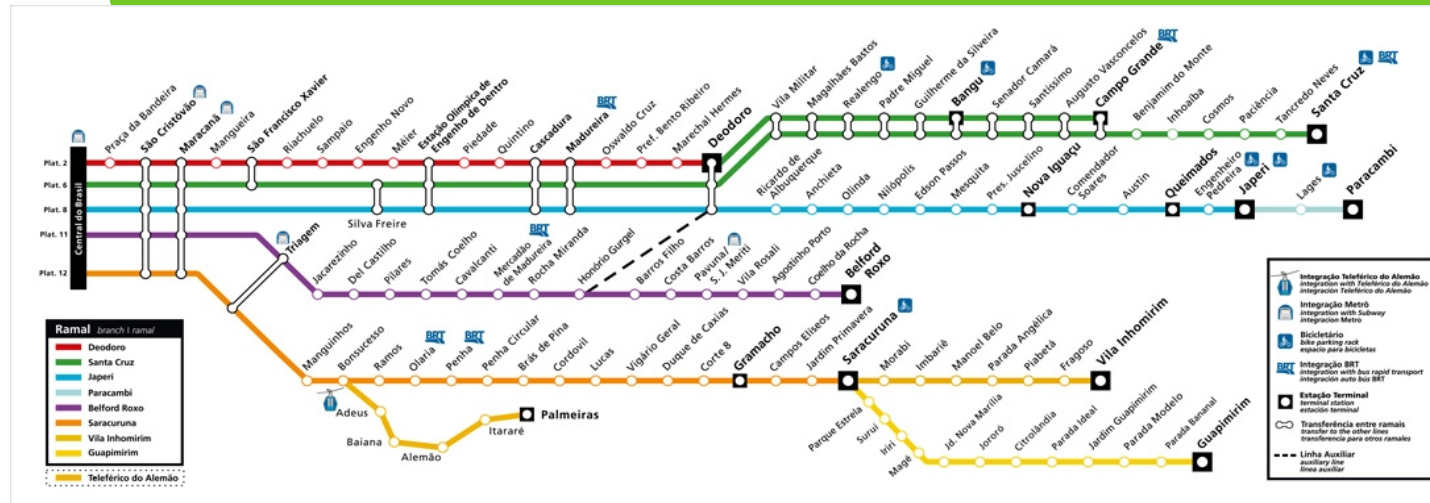 Praça da Bandeira
São Cristóvão
Maracanã
Mangueira
São Francisco Xavier
Riachuelo
Sampaio
Engenho Novo
Méier
Estação Olímpica de
Engenho de Dentro
Piedade
Quintino
Cascadura
Madureira
BRT
Oswaldo Cruz
Pref. Bento Ribeiro
Marechal Hermes
Deodoro
Vila Militar
Magalhães Bastos
Realengo
Padre Miguel
Guilherme da Silveira
Bangu
Senador Camará
Santíssimo
Augusto Vasconcelos
Campo Grande
BRT
Benjamim do Monte
Inhoaíba
Cosmos
Paciência
Tancredo Neves
Santa Cruz
BRT
Central do Brasil
Plat. 2
Plat. 6
Plat. 8
Plat. 11
Plat. 12
Silva Freire
Ricardo de
Albuquerque
Anchieta
Olinda
Nilópolis
Edson Passos
Mesquita
Pres. Juscelino
Nova Iguaçu
Comendador
Soares
Austin
Queimados
Engenheiro
Pedreira
Japeri
Lages
Paracambi
Triagem
Jacarezinho
Del Castilho
Pilares
Tomás Coelho
Cavalcanti
Mercadão
de Madureira
BRT
Rocha Miranda
Honório Gurgel
Barros Filho
Costa Barros
Pavuna/
S. J. Meriti
Vila Rosali
Agostinho Porto
Coelho da Rocha
Belford
Roxo
Manguinhos
Bonsucesso
Ramos
Olaria
BRT
Penha
BRT
Penha Circular
Brás de Pina
Cordovil
Lucas
Vigário Geral
Duque de Caxias
Corte 8
Gramacho
Campos Elíseos
Jardim Primavera
Saracuruna
Morabi
Imbariê
Manoel Belo
Parada Angélica
Piabetá
Fragoso
Vila Inhomirim
Adeus
Baiana
Alemão
Itararé
Palmeiras
Parque Estrela
Suruí
Iriri
Magé
Jd. Nova Marília
Jororó
Citrolândia
Parada Ideal
Jardim Guapimirim
Parada Modelo
Parada Bananal
Guapimirim
Ramal branch | ramal
Deodoro
Santa Cruz
Japeri
Paracambi
Belford Roxo
Saracuruna
Vila Inhomirim
Guapimirim
Teleférico do Alemão
Integração Teleférico do Alemão
integration with Teleférico do Alemão
integración Teleférico do Alemão
Integração Metrô
integration with Subway
integracion Metro
Bicicletário
bike parking rack
espacio para bicicletas
BRT
Integração BRT
integration with bus rapid transport
integración auto bús BRT
Estação Terminal
terminal station
estación terminal
Transferência entre ramais
transfer to the other lines
transferencia para otros ramales
Linha Auxiliar
auxiliary line
línea auxiliar